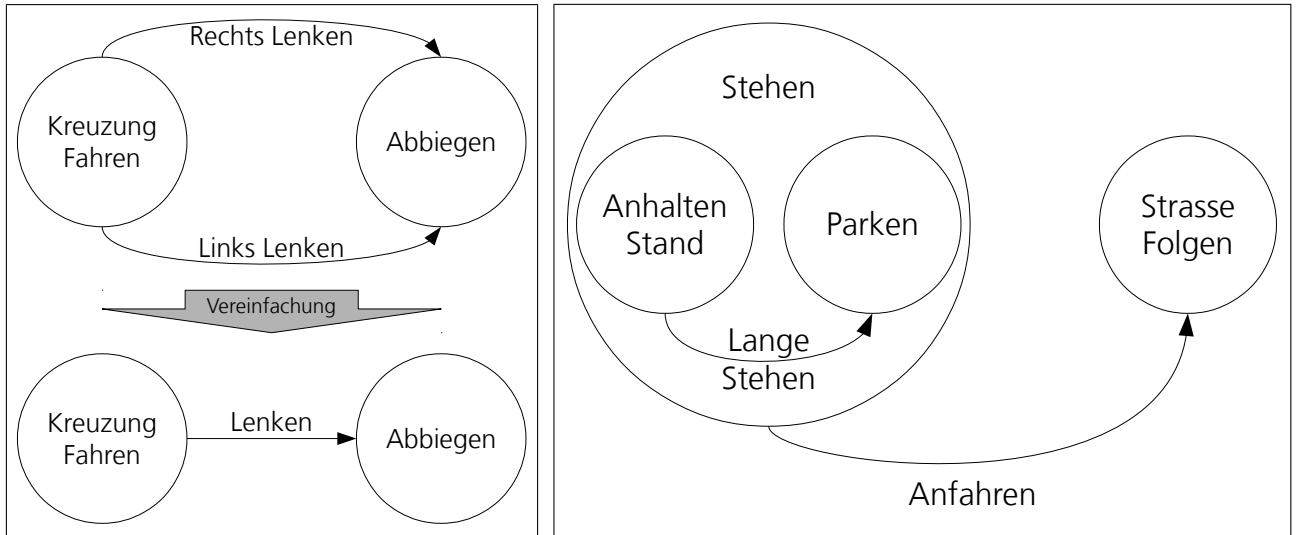 Rechts Lenken
Kreuzung
Fahren
Abbiegen
Links Lenken
Vereinfachung
Kreuzung
Fahren
Lenken
Abbiegen
Stehen
Anhalten
Stand
Parken
Strasse
Folgen
Lange
Stehen
Anfahren